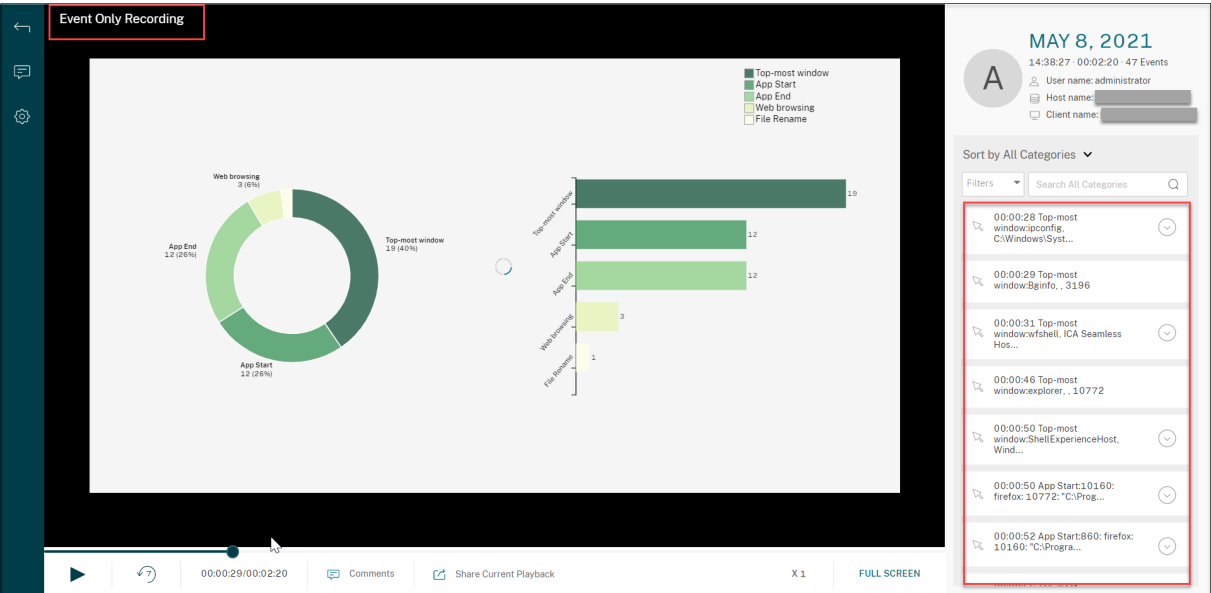 Event Only Recording
Top-most window
App Start
App End
Web browsing
File Rename
Web browsing
3 (6%)
App End
12 (26%)
Top-most window
19 (40%)
App Start
12 (26%)
Top-most window
19
App Start
12
App End
12
Web browsing
3
File Rename
1
7
00:00:29/00:02:20
Comments
Share Current Playback
X 1
FULL SCREEN
A
MAY 8, 2021
14:38:27 · 00:02:20 · 47 Events
User name: administrator
Host name:
Client name:
Sort by All Categories
Filters
Search All Categories
00:00:28 Top-most
window:ipconfig,
C:\Windows\Syst...
00:00:29 Top-most
window:Bginfo, , 3196
00:00:31 Top-most
window:wfshell, ICA Seamless
Hos...
00:00:46 Top-most
window:explorer, , 10772
00:00:50 Top-most
window:ShellExperienceHost,
Wind...
00:00:50 App Start:10160:
firefox: 10772: "C:\Prog...
00:00:52 App Start:860: firefox:
10160: "C:\Progra...